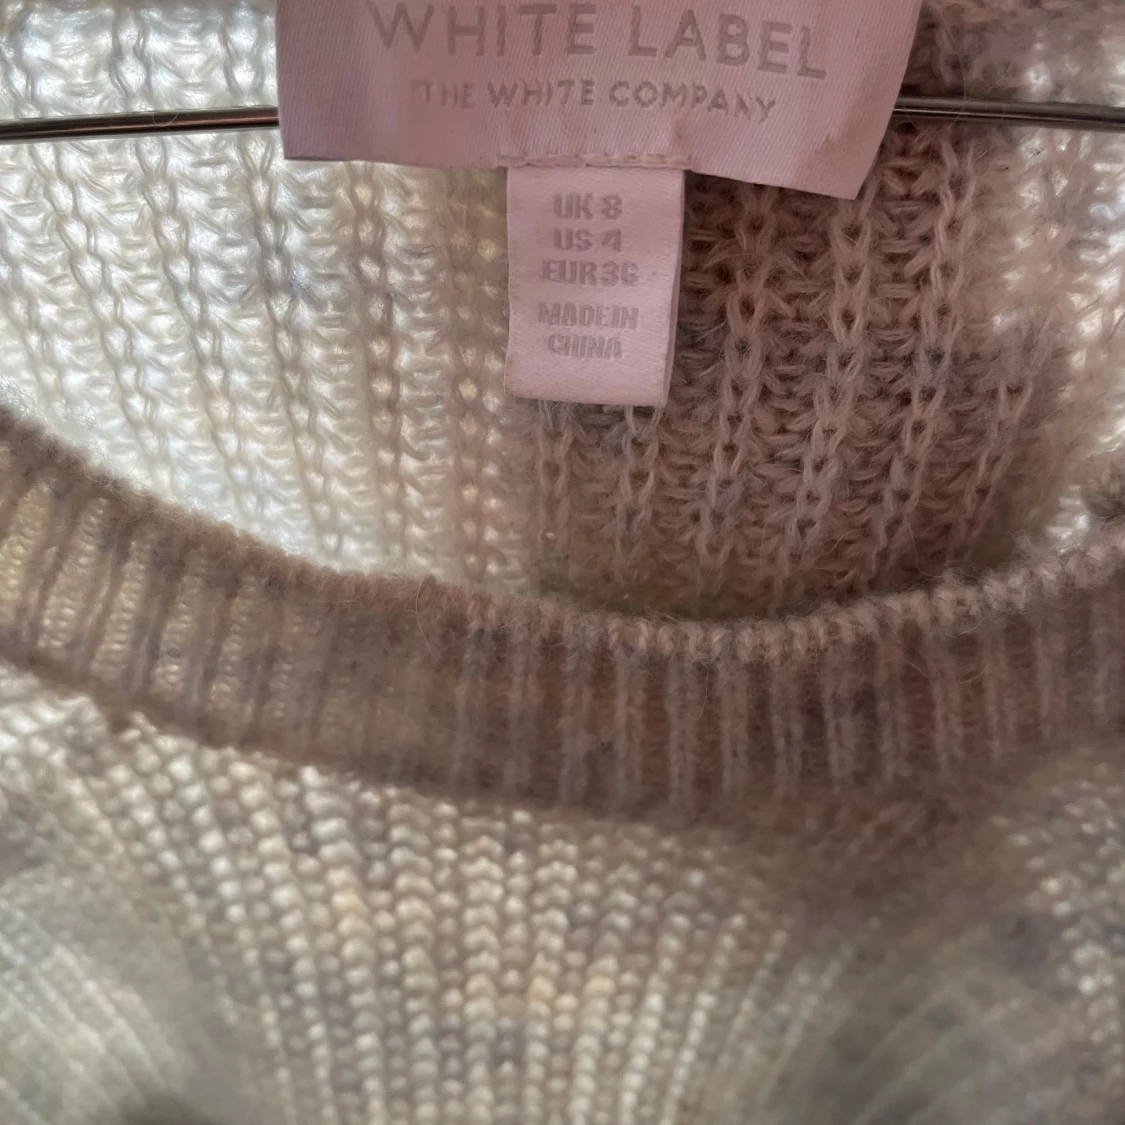 WHITE LABEL
THE WHITE COMPANY
UK 8
US 4
EUR 36
MADE IN
CHINA